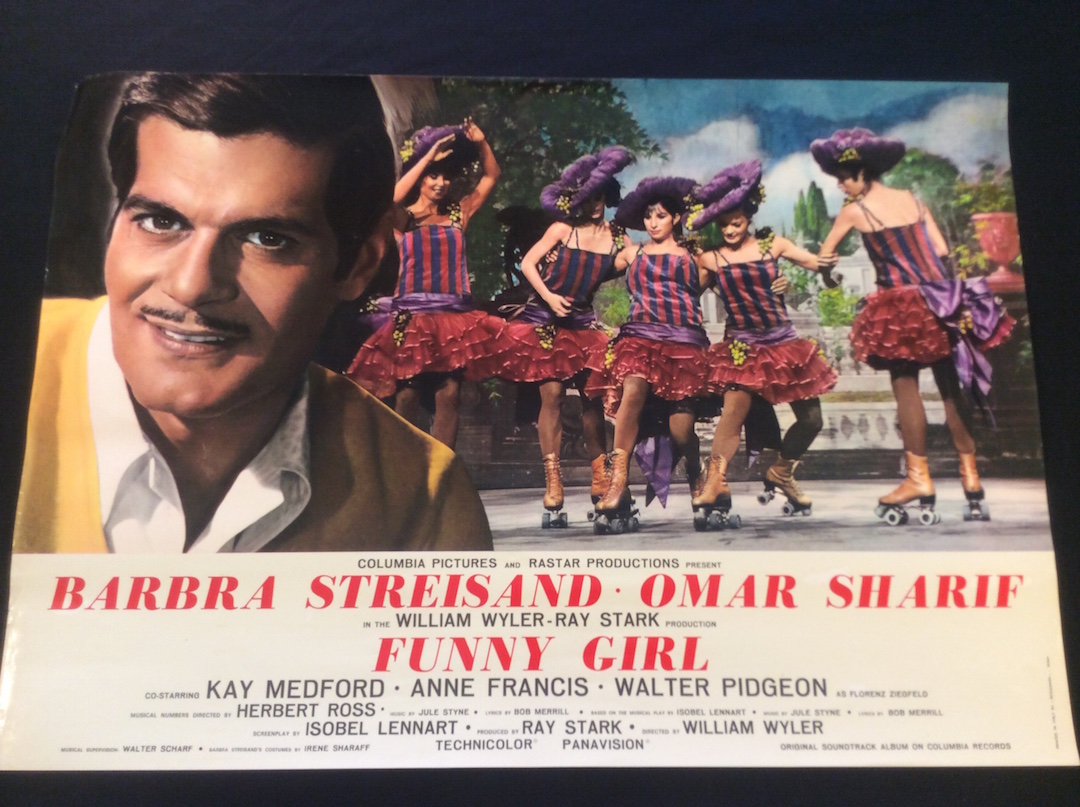 COLUMBIA PICTURES AND RASTAR PRODUCTIONS PRESENT
BARBRA STREISAND · OMAR SHARIF
IN THE WILLIAM WYLER-RAY STARK PRODUCTION
FUNNY GIRL
CO-STARRING KAY MEDFORD · ANNE FRANCIS · WALTER PIDGEON AS FLORENZ ZIEGFELD
MUSICAL NUMBERS DIRECTED BY HERBERT ROSS · MUSIC BY JULE STYNE · LYRICS BY BOB MERRILL · BASED ON THE MUSICAL PLAY BY ISOBEL LENNART · MUSIC BY JULE STYNE · LYRICS BY BOB MERRILL
SCREENPLAY BY ISOBEL LENNART · PRODUCED BY RAY STARK · DIRECTED BY WILLIAM WYLER
MUSICAL SUPERVISION WALTER SCHARF · BARBRA STREISAND'S COSTUMES BY IRENE SHARAFF TECHNICOLOR® PANAVISION® ORIGINAL SOUNDTRACK ALBUM ON COLUMBIA RECORDS